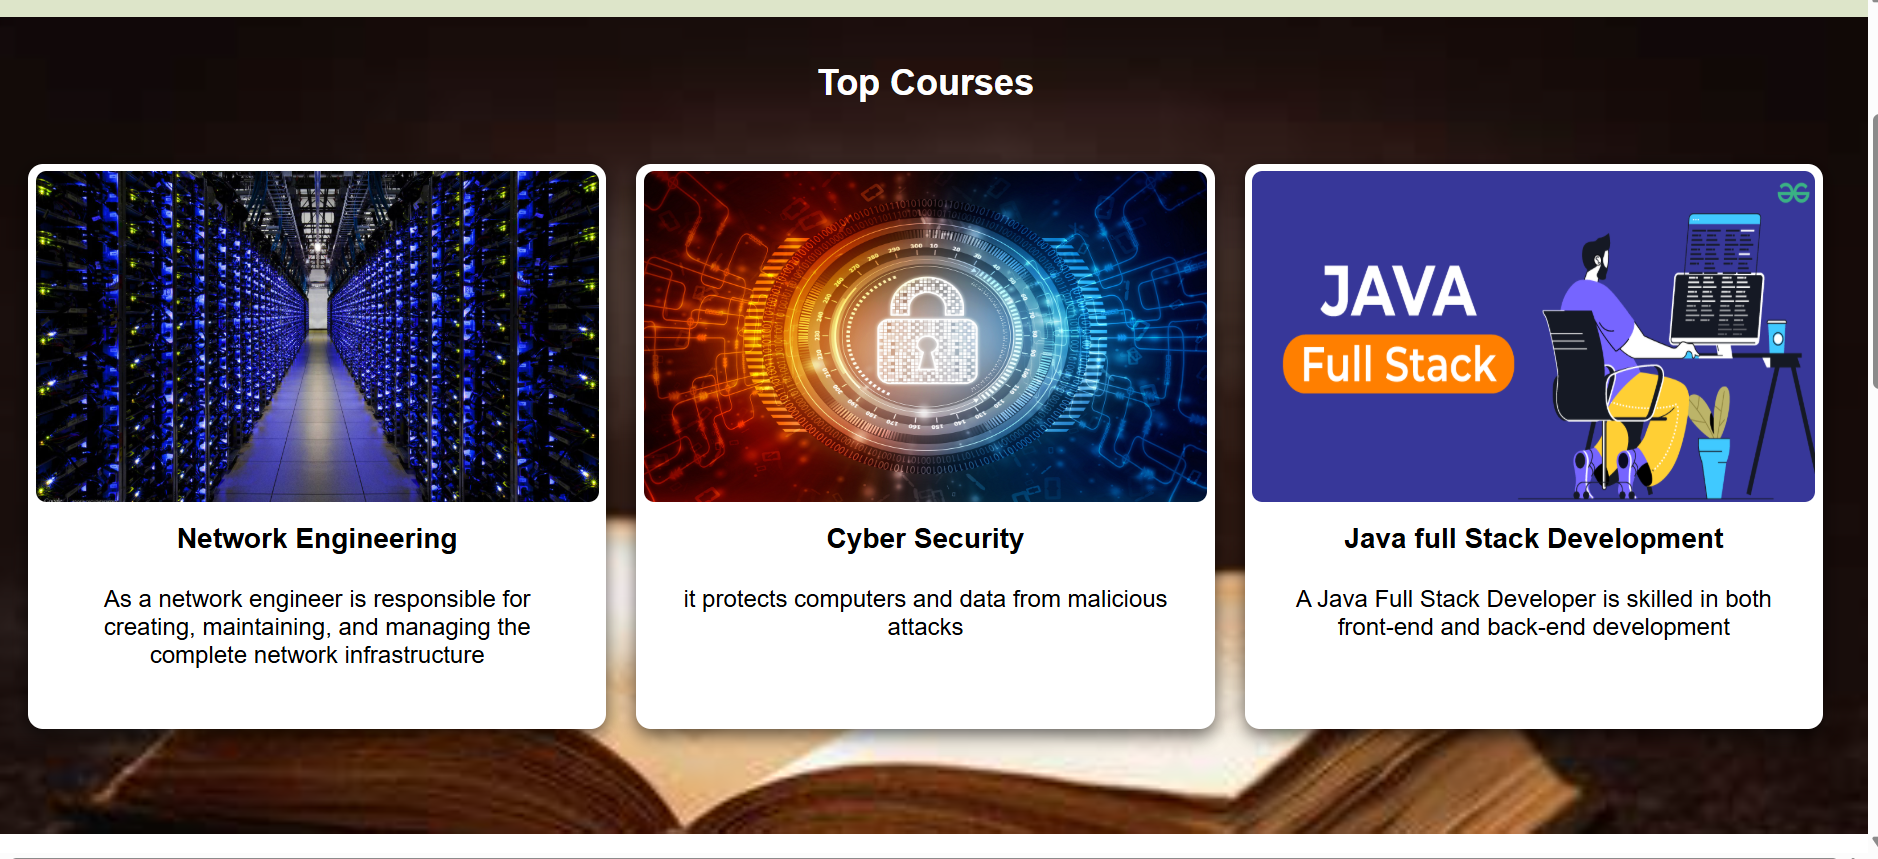 Top Courses
JAVA
Full Stack
Network Engineering
As a network engineer is responsible for
creating, maintaining, and managing the
complete network infrastructure
Cyber Security
it protects computers and data from malicious
attacks
Java full Stack Development
A Java Full Stack Developer is skilled in both
front-end and back-end development